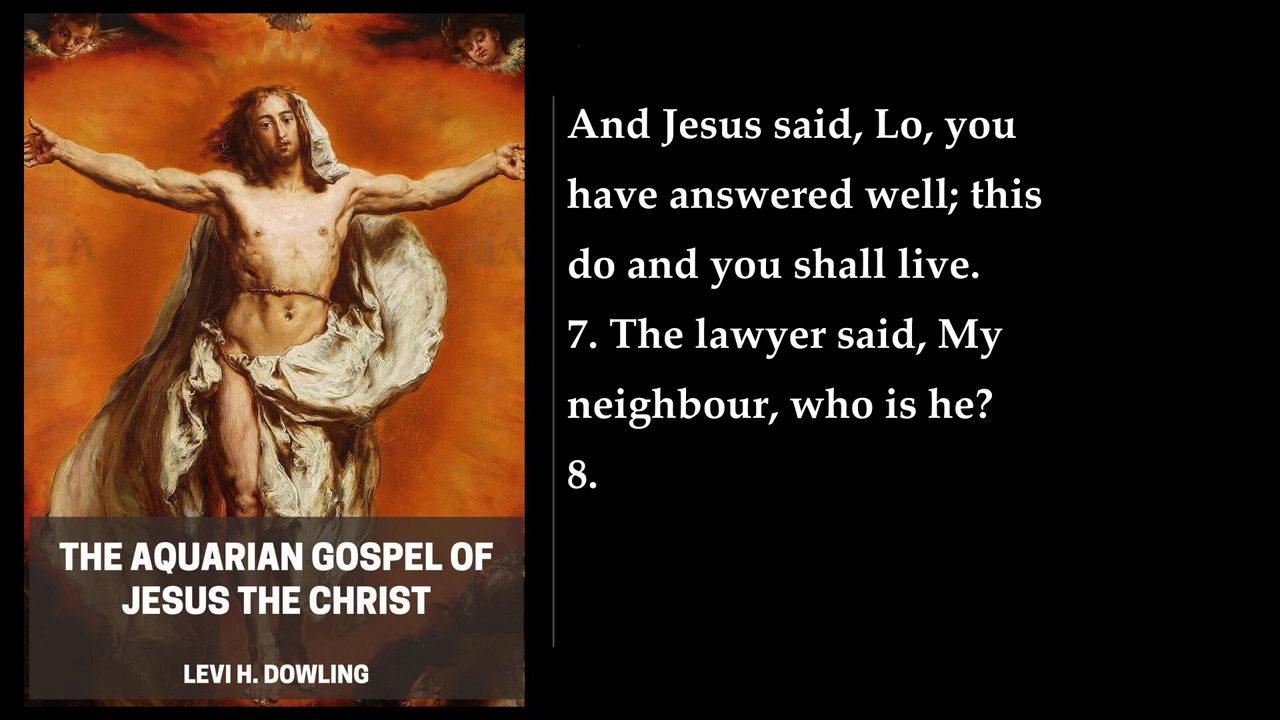 THE AQUARIAN GOSPEL OF
JESUS THE CHRIST
LEVI H. DOWLING
And Jesus said, Lo, you
have answered well; this
do and you shall live.
7. The lawyer said, My
neighbour, who is he?
8.